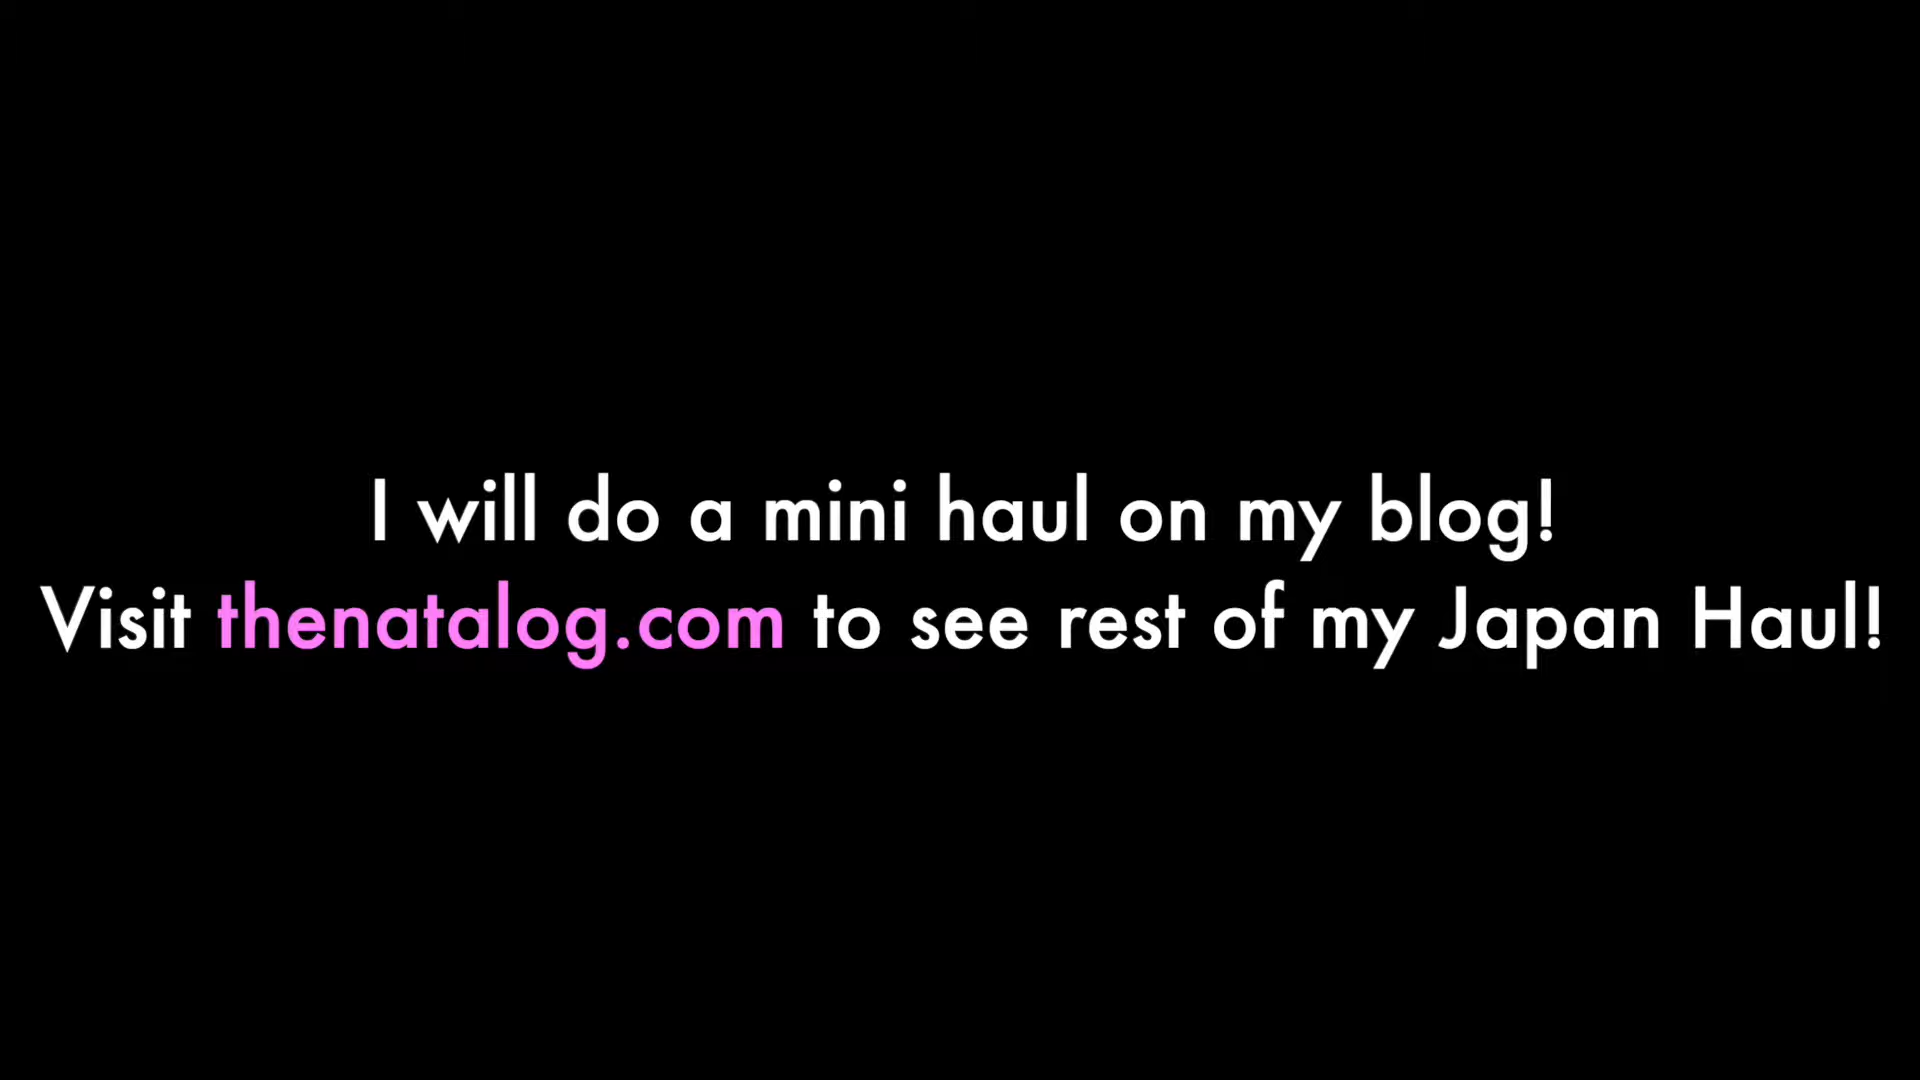 I will do a mini haul on my blog!
Visit thenatalog.com to see rest of my Japan Haul!